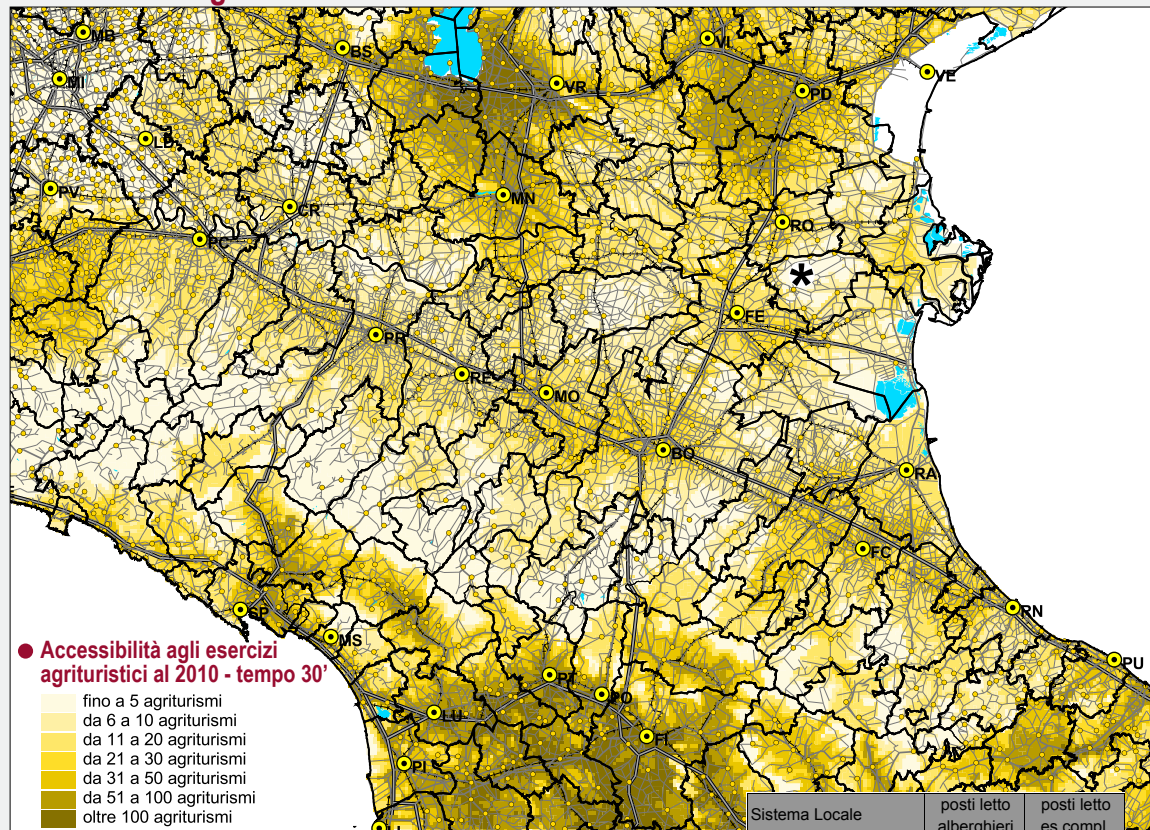 MB
BS
VI
VR
VE
MI
PD
PV
MN
CR
RO
PC
*
FE
PR
RE
MO
BO
RA
FC
RN
SP
MS
PU
Accessibilità agli esercizi
agrituristici al 2010 - tempo 30'
PT
PO
fino a 5 agriturismi
da 6 a 10 agriturismi
LU
da 11 a 20 agriturismi
FI
da 21 a 30 agriturismi
PI
da 31 a 50 agriturismi
da 51 a 100 agriturismi
oltre 100 agriturismi
Sistema Locale
posti letto
alberghieri
posti letto
es compl